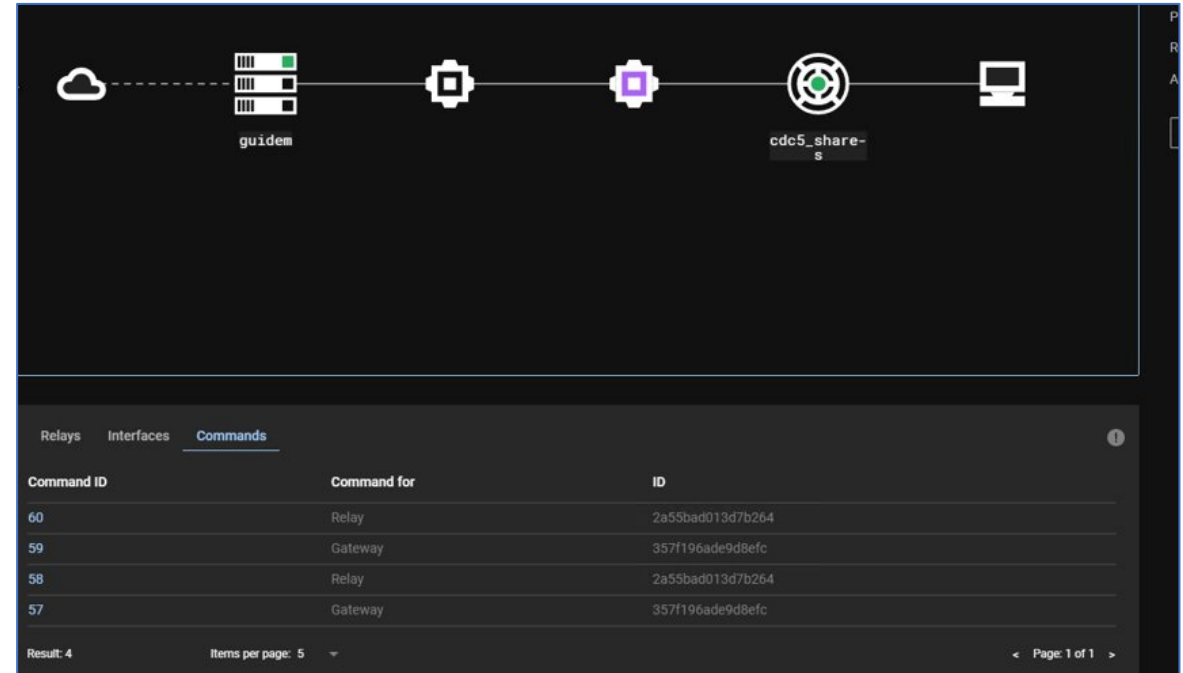 P
R
A
guidem
cdc5_share-
s
Relays Interfaces Commands
Command ID Command for ID
60 Relay 2a55bad013d7b264
59 Gateway 357f196ade9d8efc
58 Relay 2a55bad013d7b264
57 Gateway 357f196ade9d8efc
Result: 4 Items per page: 5 < Page: 1 of 1 >